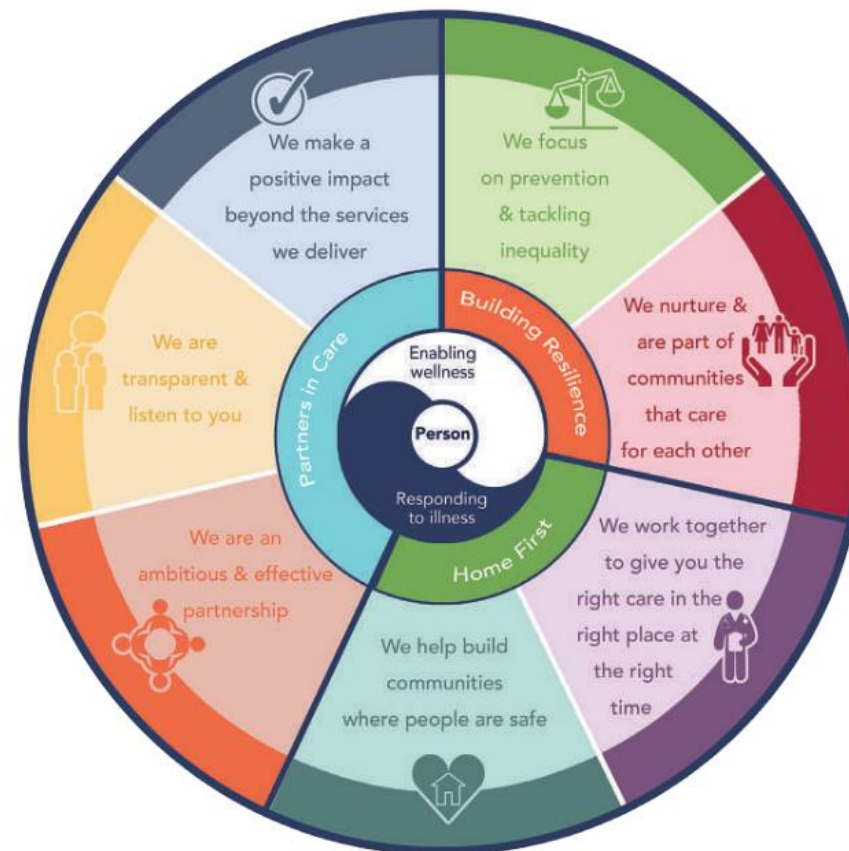 We make a
positive impact
beyond the services
we deliver
We focus
on prevention
& tackling
inequality
We nurture &
are part of
communities
that care
for each other
We work together
to give you the
right care in the
right place at
the right
time
We help build
communities
where people are safe
We are an
ambitious & effective
partnership
We are
transparent &
listen to you
Partners in Care
Building Resilience
Home First
Enabling
wellness
Person
Responding
to illness